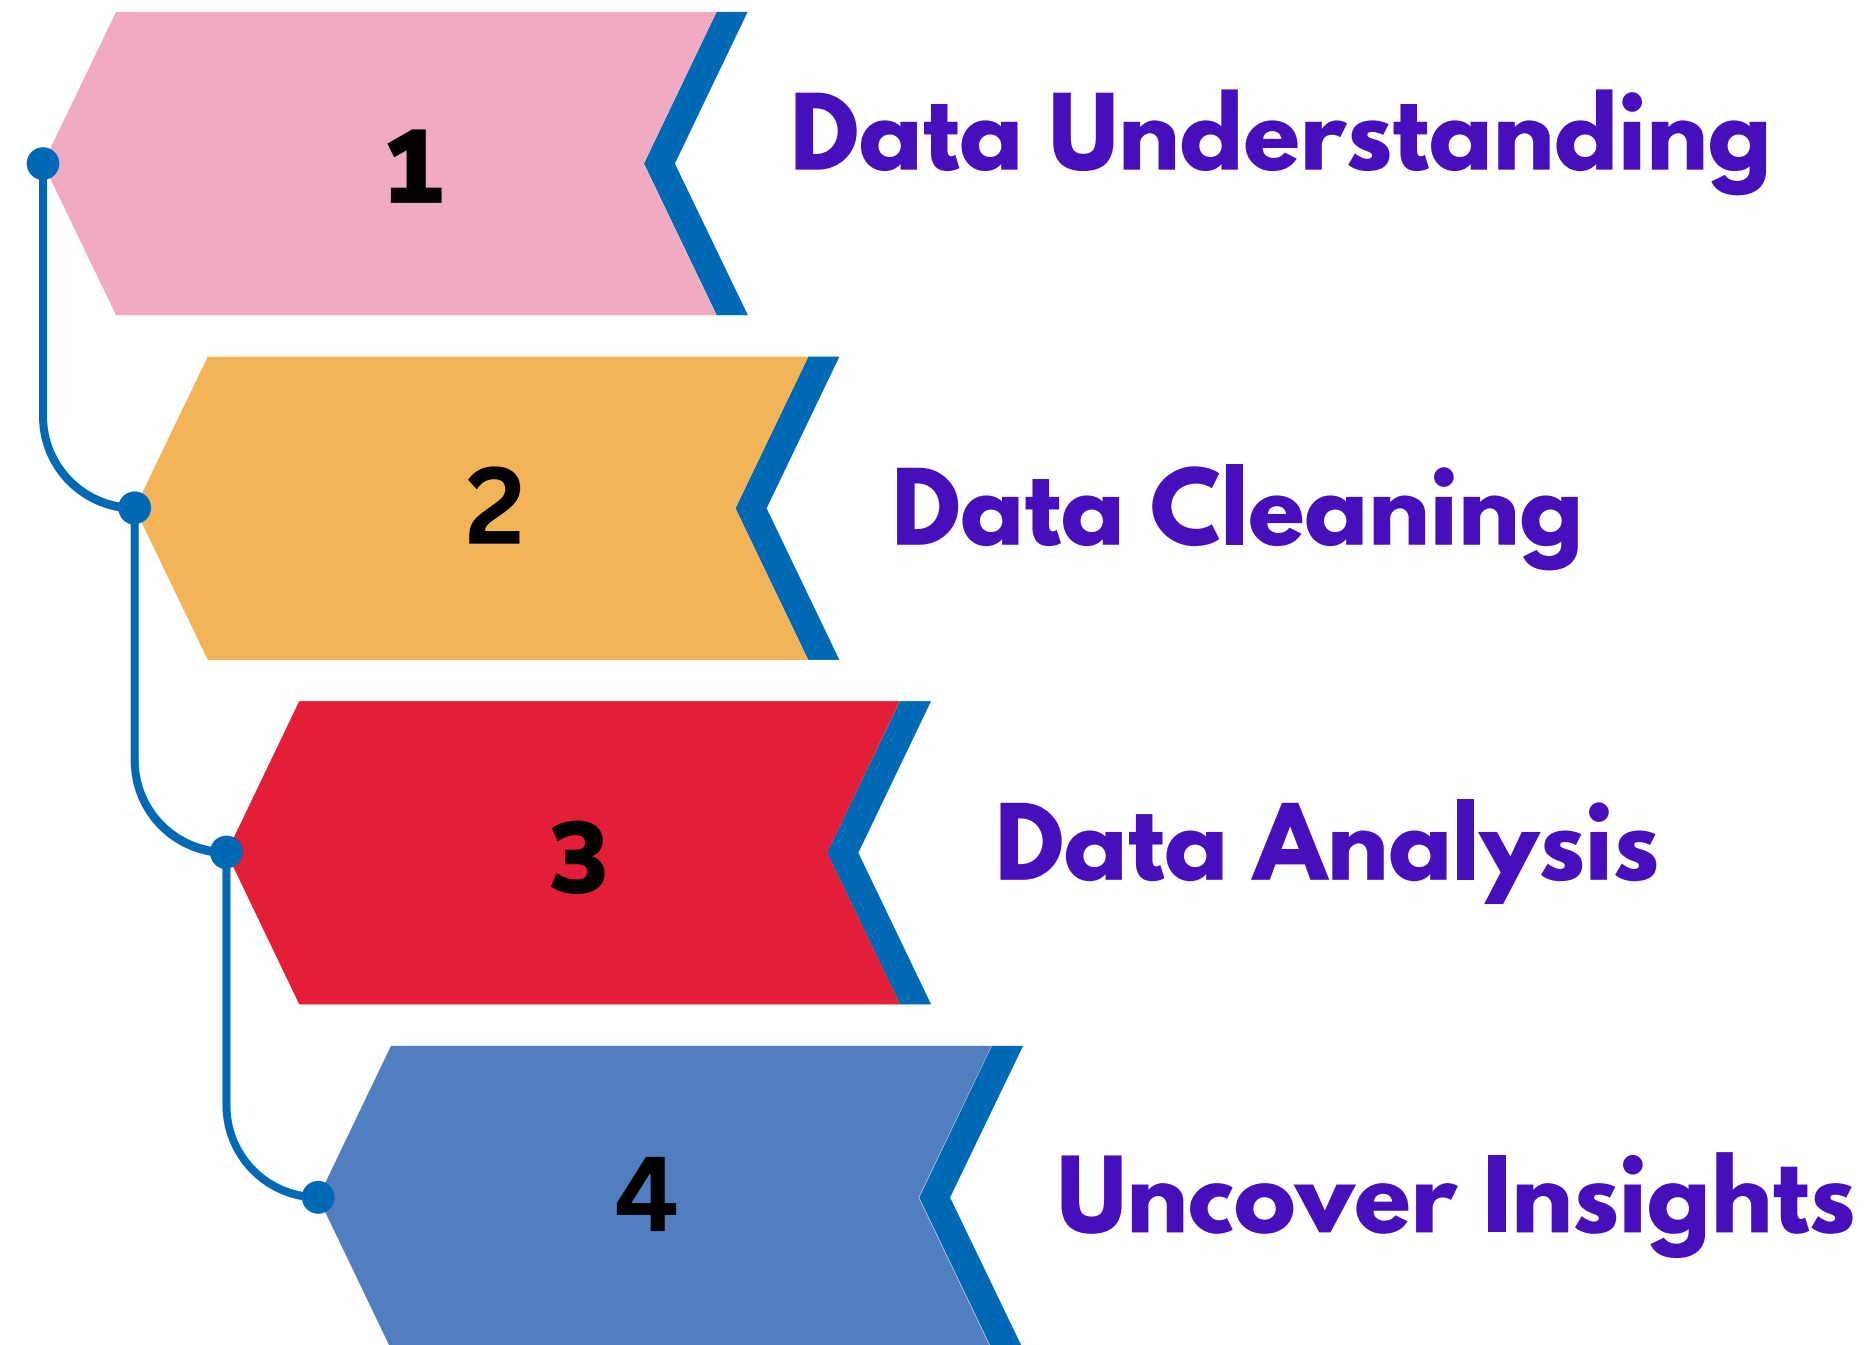 1
Data Understanding
2
Data Cleaning
3
Data Analysis
4
Uncover Insights